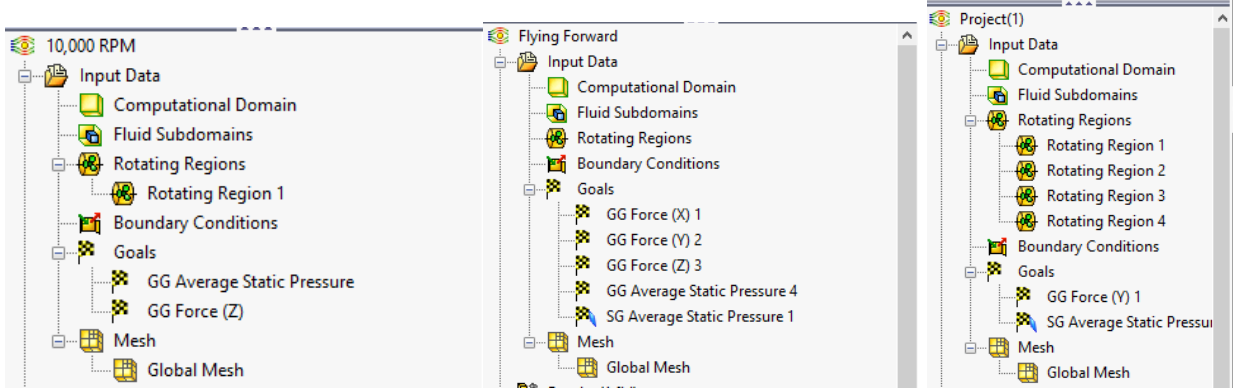 10,000 RPM
Input Data
Computational Domain
Fluid Subdomains
Rotating Regions
Rotating Region 1
Boundary Conditions
Goals
GG Average Static Pressure
GG Force (Z)
Mesh
Global Mesh
Flying Forward
Input Data
Computational Domain
Fluid Subdomains
Rotating Regions
Boundary Conditions
Goals
GG Force (X) 1
GG Force (Y) 2
GG Force (Z) 3
GG Average Static Pressure 4
SG Average Static Pressure 1
Mesh
Global Mesh
Project(1)
Input Data
Computational Domain
Fluid Subdomains
Rotating Regions
Rotating Region 1
Rotating Region 2
Rotating Region 3
Rotating Region 4
Boundary Conditions
Goals
GG Force (Y) 1
SG Average Static Pressu
Mesh
Global Mesh